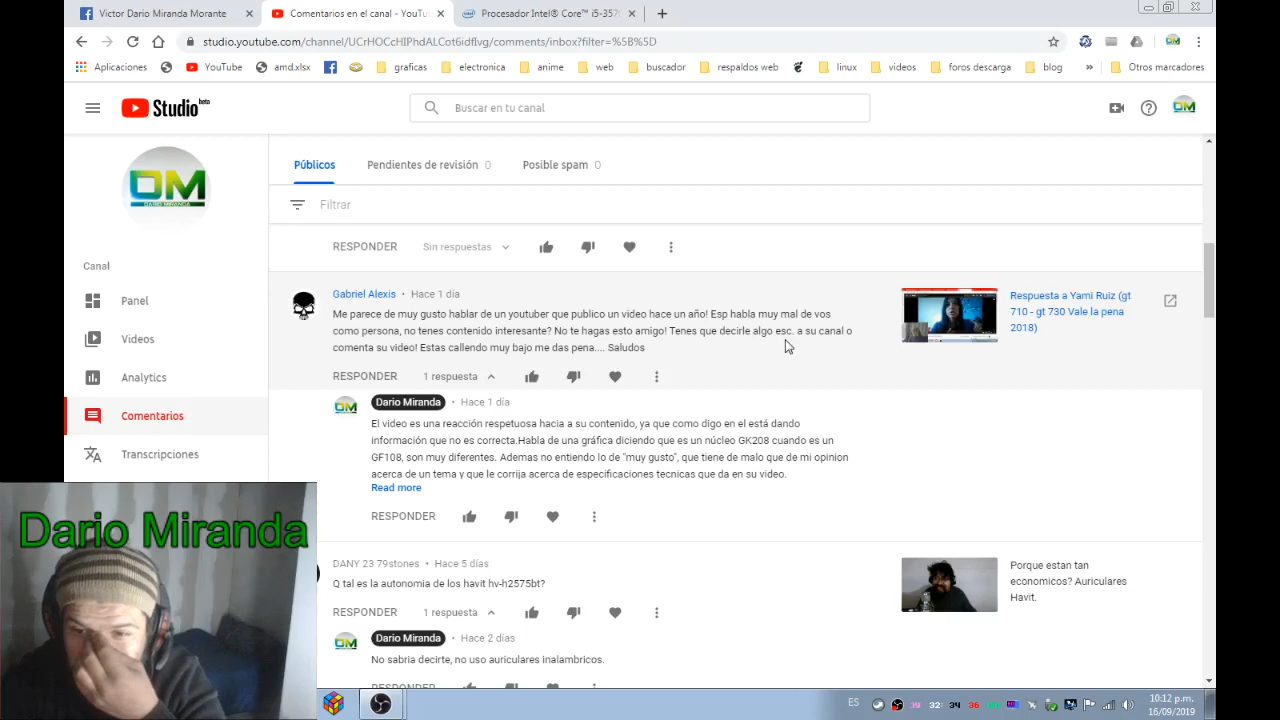 Victor Dario Miranda Morante
Comentarios en el canal - YouTu
Procesador Intel® Core™ i5-357
studio.youtube.com/channel/UCrHOCcHIPhdALCot6idfIvg/comments/inbox?filter=%5B%5D
Aplicaciones YouTube amd.xlsx graficas electronica anime web buscador respaldos web linux videos foros descarga blog » Otros marcadores
Studio beta
Buscar en tu canal
DM
DM
DARIO MIRANDA
Canal
Panel
Videos
Analytics
Comentarios
Transcripciones
Públicos Pendientes de revisión 0 Posible spam 0
Filtrar
RESPONDER Sin respuestas
Gabriel Alexis • Hace 1 día
Me parece de muy gusto hablar de un youtuber que publico un video hace un año! Esp habla muy mal de vos
como persona, no tenes contenido interesante? No te hagas esto amigo! Tenes que decirle algo esc. a su canal o
comenta su video! Estas callendo muy bajo me das pena.... Saludos
Respuesta a Yami Ruiz (gt
710 - gt 730 Vale la pena
2018)
RESPONDER 1 respuesta
DM
Dario Miranda • Hace 1 día
El video es una reacción respetuosa hacia a su contenido, ya que como digo en el está dando
información que no es correcta.Habla de una gráfica diciendo que es un núcleo GK208 cuando es un
GF108, son muy diferentes. Ademas no entiendo lo de "muy gusto", que tiene de malo que de mi opinion
acerca de un tema y que le corrija acerca de especificaciones tecnicas que da en su video.
Read more
RESPONDER
DANY 23 79stones • Hace 5 días
Q tal es la autonomia de los havit hv-h2575bt?
Porque estan tan
economicos? Auriculares
Havit.
RESPONDER 1 respuesta
DM
Dario Miranda • Hace 2 días
No sabria decirte, no uso auriculares inalambricos.
RESPONDER
Dario Miranda
ES
39 32 34 36
10:12 p.m.
16/09/2019